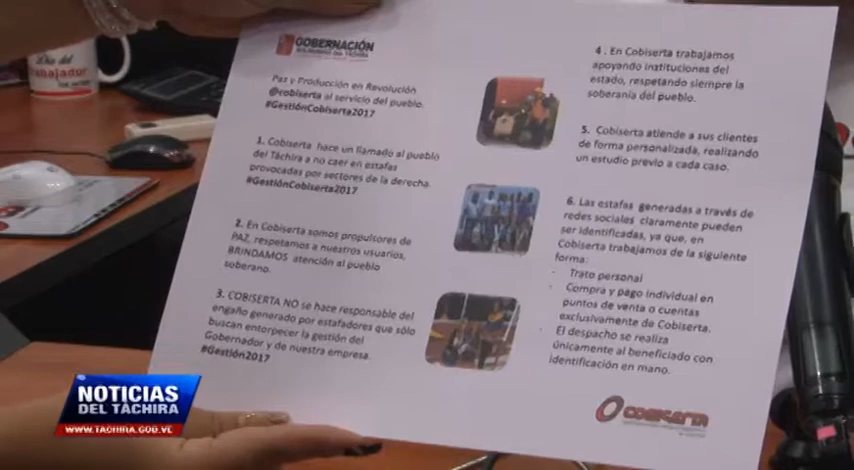 GOBERNACIÓN
BOLIVARIANA DEL TÁCHIRA
Paz y Producción en Revolución
@cobiserta al servicio del pueblo.
#GestiónCobiserta2017
1. Cobiserta hace un llamado al pueblo
del Táchira a no caer en estafas
provocadas por sectores de la derecha.
#GestiónCobiserta2017
2. En Cobiserta somos propulsores de
PAZ, respetamos a nuestros usuarios,
BRINDAMOS atención al pueblo
soberano.
3. COBISERTA NO se hace responsable del
engaño generado por estafadores que sólo
buscan entorpecer la gestión del
Gobernador y de nuestra empresa.
#Gestión2017
4 . En Cobiserta trabajamos
apoyando instituciones del
estado, respetando siempre la
soberanía del pueblo.
5. Cobiserta atiende a sus clientes
de forma personalizada, realizando
un estudio previo a cada caso.
6. Las estafas generadas a través de
redes sociales claramente pueden
ser identificadas, ya que, en
Cobiserta trabajamos de la siguiente
forma:
- Trato personal
- Compra y pago individual en
puntos de venta o cuentas
exclusivamente de Cobiserta.
- El despacho se realiza
únicamente al beneficiado con
identificación en mano.
COBISERTA
Día del
Trabajador
NOTICIAS
DEL TÁCHIRA
WWW.TACHIRA.GOB.VE